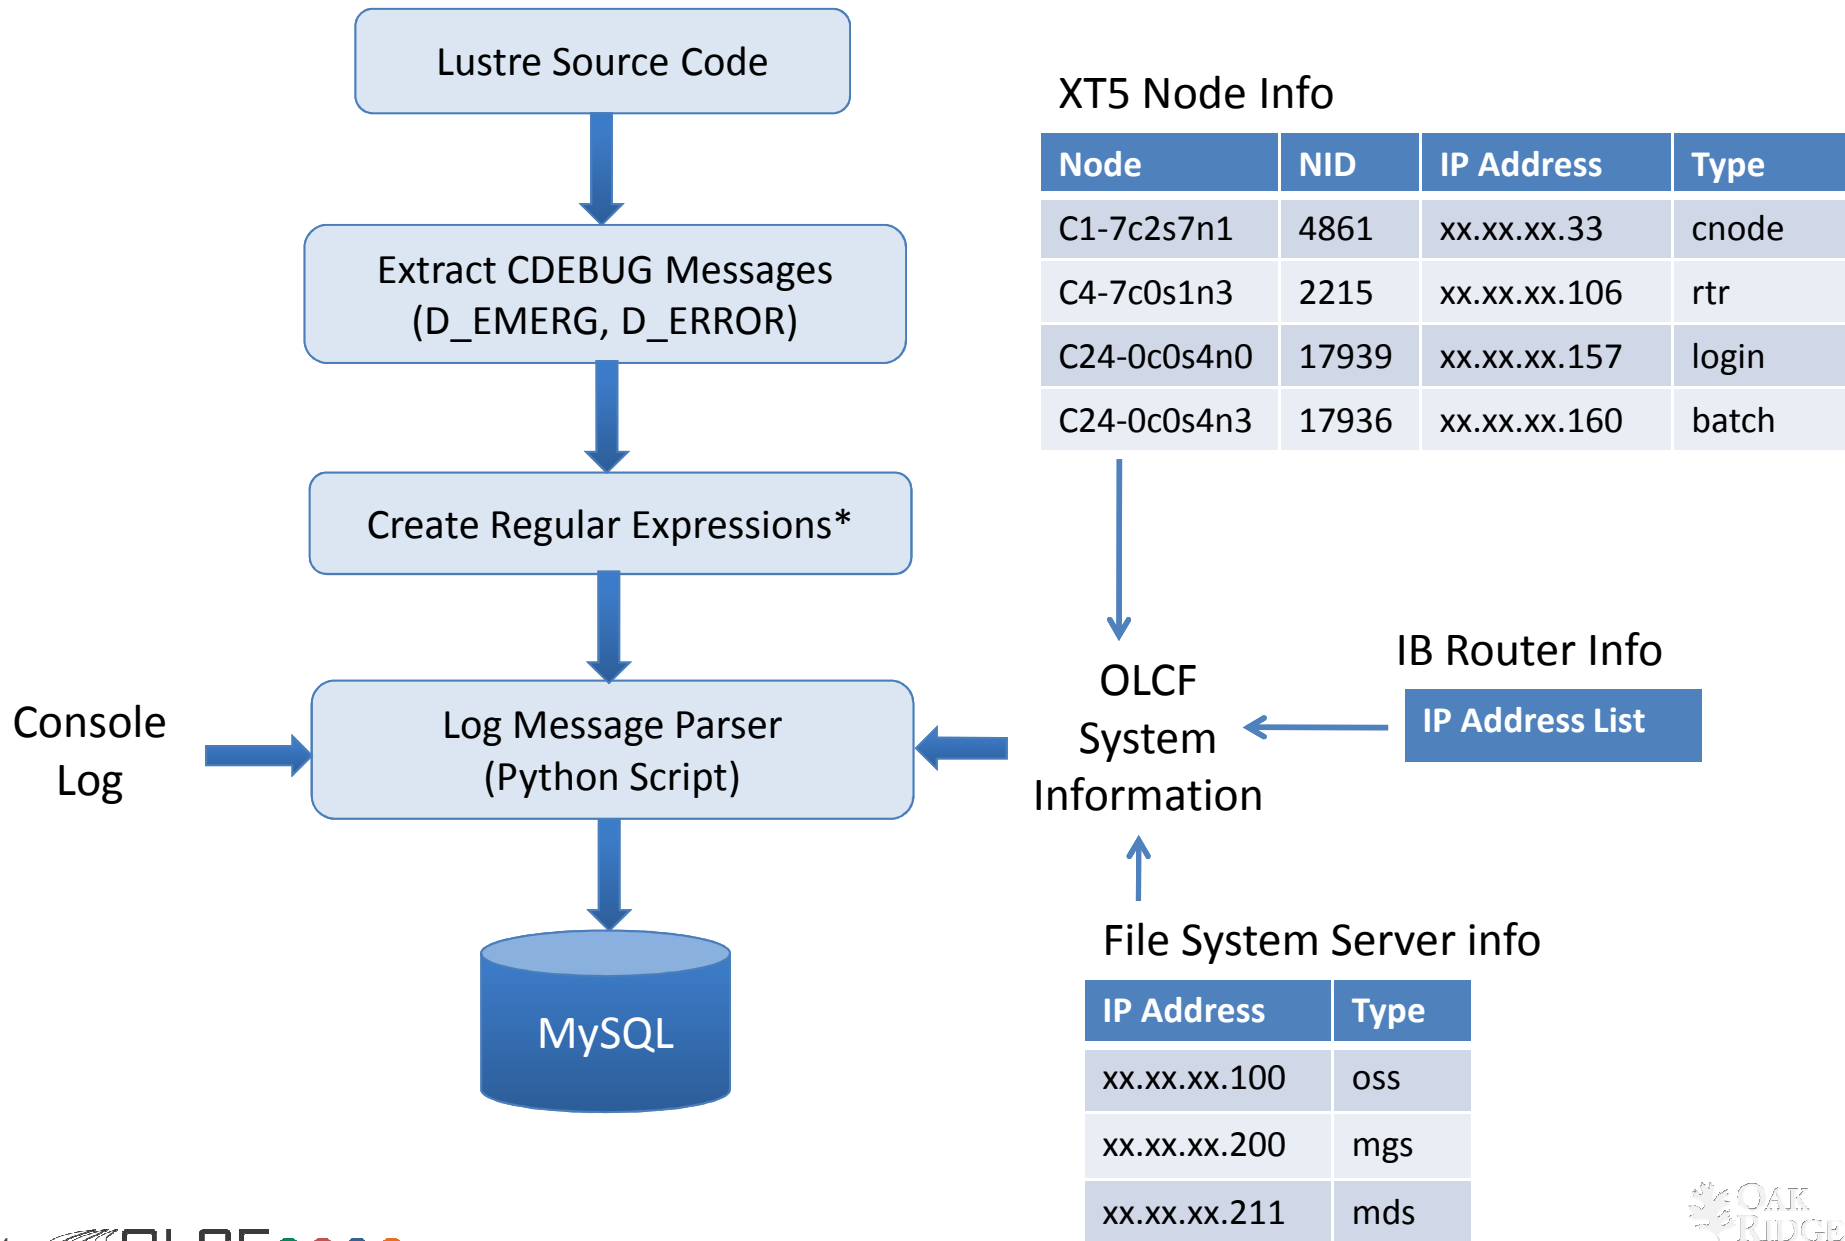 Lustre Source Code
Extract CDEBUG Messages
(D_EMERG, D_ERROR)
Create Regular Expressions*
Console
Log
Log Message Parser
(Python Script)
MySQL
XT5 Node Info
Node NID IP Address Type
C1-7c2s7n1 4861 xx.xx.xx.33 cnode
C4-7c0s1n3 2215 xx.xx.xx.106 rtr
C24-0c0s4n0 17939 xx.xx.xx.157 login
C24-0c0s4n3 17936 xx.xx.xx.160 batch
OLCF
System
Information
IB Router Info
IP Address List
File System Server info
IP Address Type
xx.xx.xx.100 oss
xx.xx.xx.200 mgs
xx.xx.xx.211 mds
OAK
RIDGE